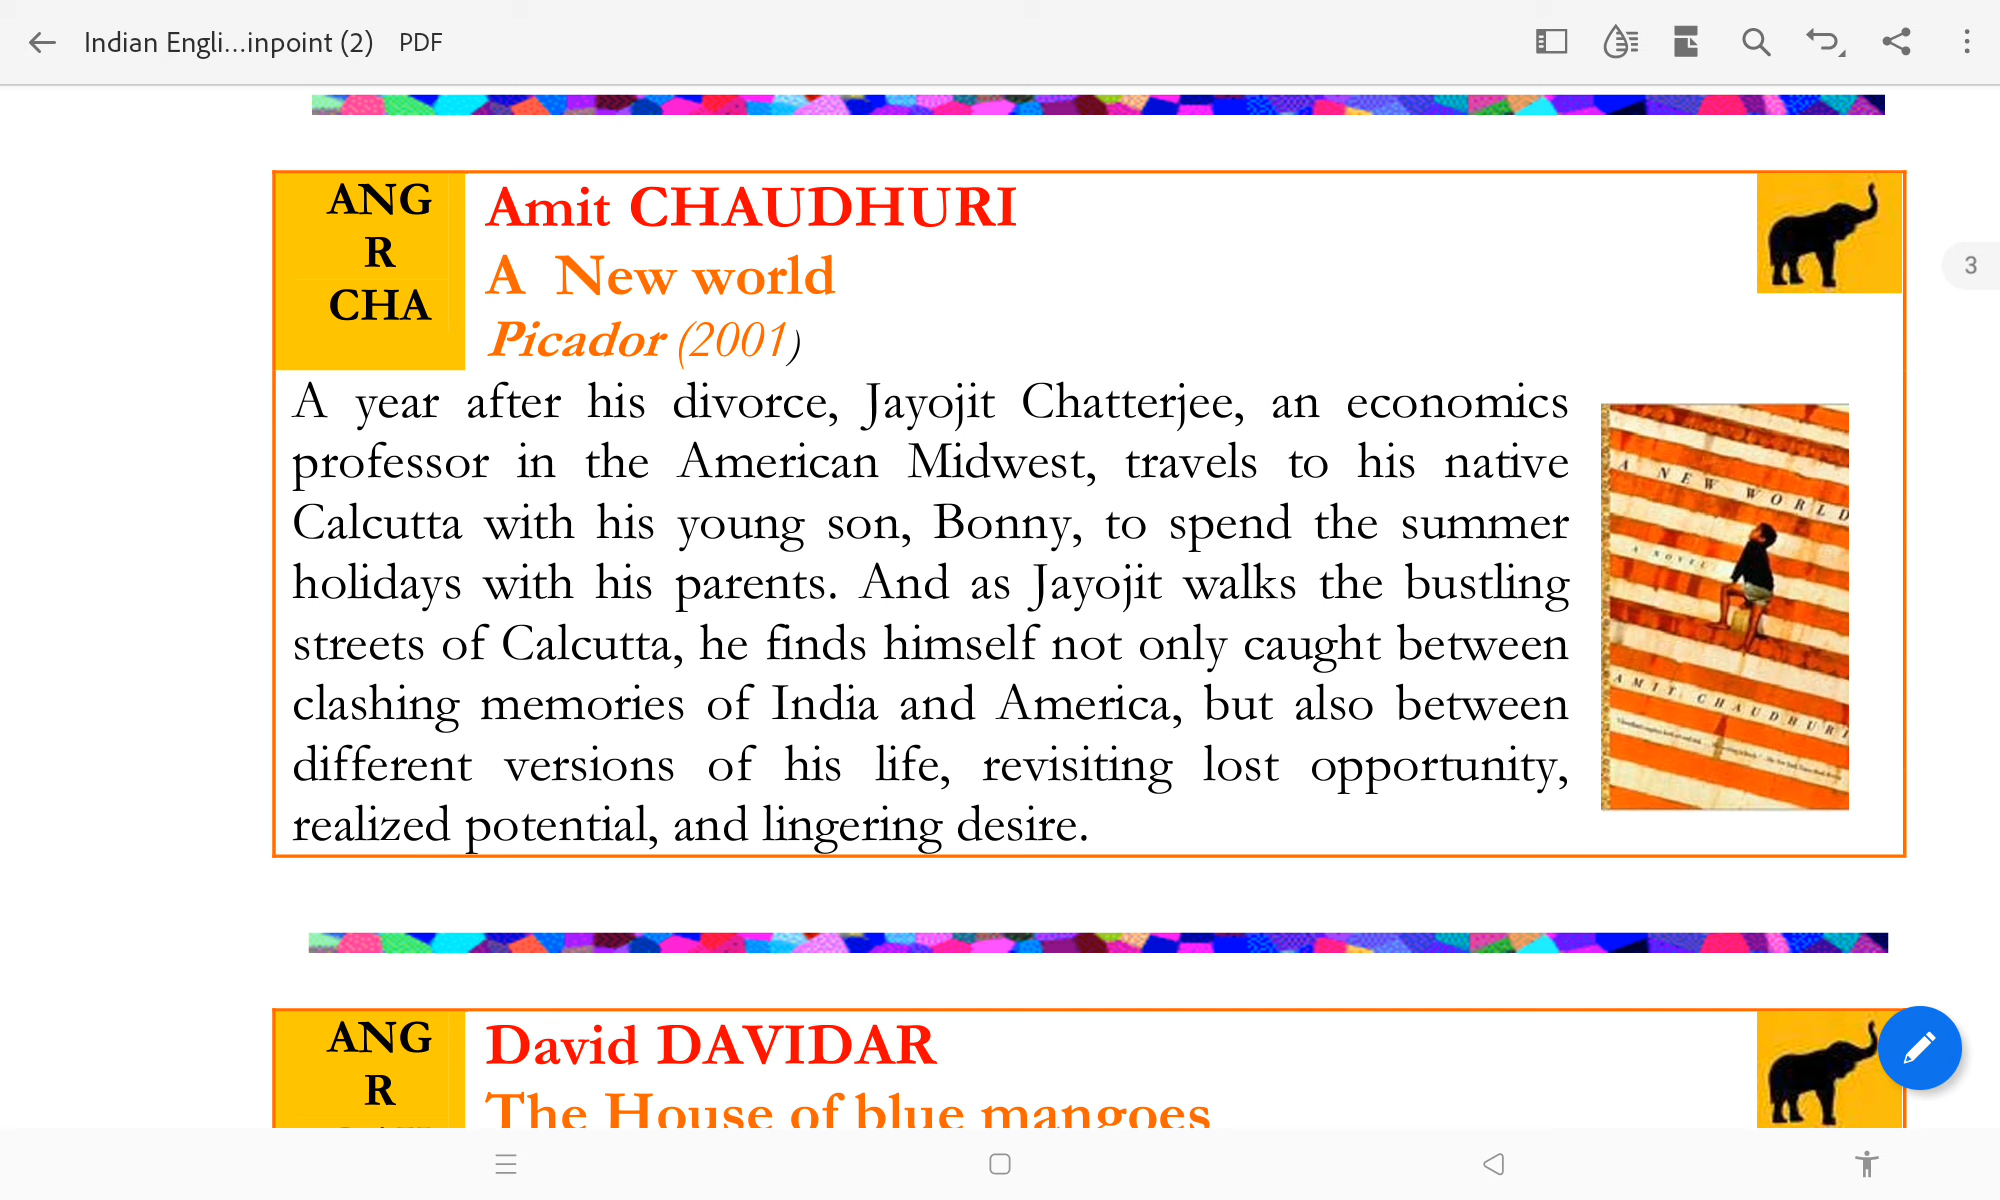 Indian Engli...inpoint (2) PDF
ANG
R
CHA
Amit CHAUDHURI
A New world
Picador (2001)
3
A year after his divorce, Jayojit Chatterjee, an economics
professor in the American Midwest, travels to his native
Calcutta with his young son, Bonny, to spend the summer
holidays with his parents. And as Jayojit walks the bustling
streets of Calcutta, he finds himself not only caught between
clashing memories of India and America, but also between
different versions of his life, revisiting lost opportunity,
realized potential, and lingering desire.
A NEW WORLD
A NOVEL
AMIT CHAUDHURI
ANG
R
David DAVIDAR
The House of blue mangoes